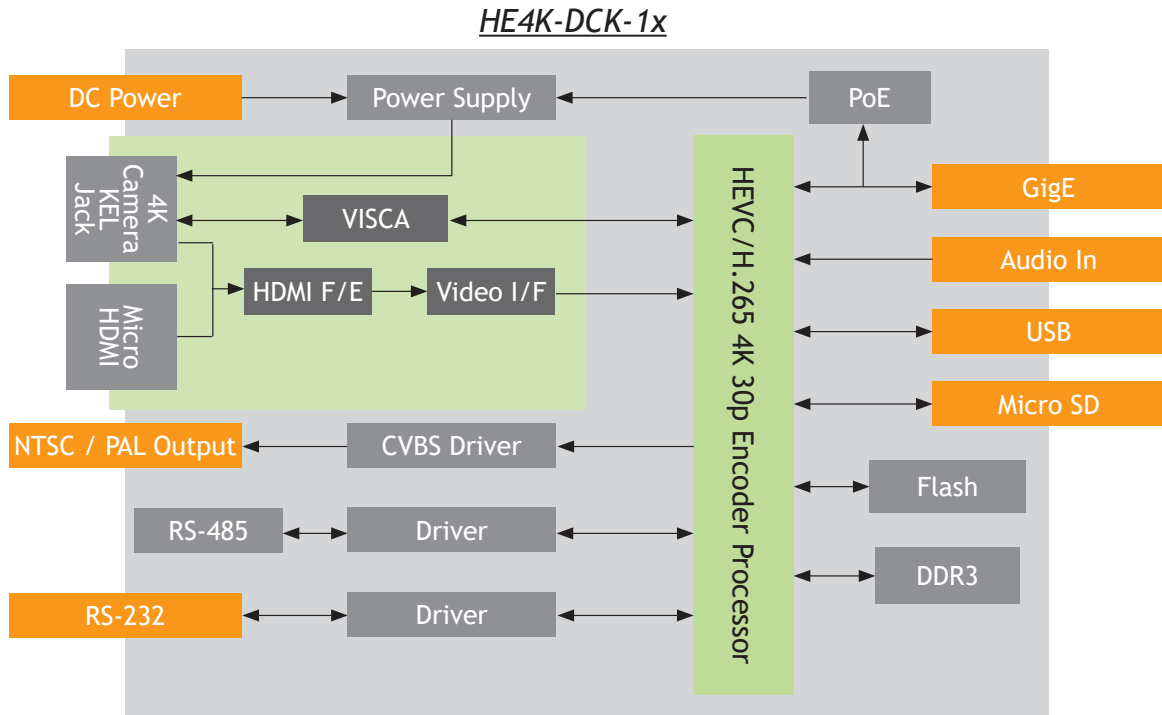 HE4K-DCK-1x
DC Power
Power Supply
PoE
4K
Camera
KEL
Jack
VISCA
HDMI F/E
Video I/F
Micro
HDMI
HEVC/H.265 4K 30p Encoder Processor
GigE
Audio In
USB
Micro SD
NTSC / PAL Output
CVBS Driver
Flash
RS-485
Driver
DDR3
RS-232
Driver